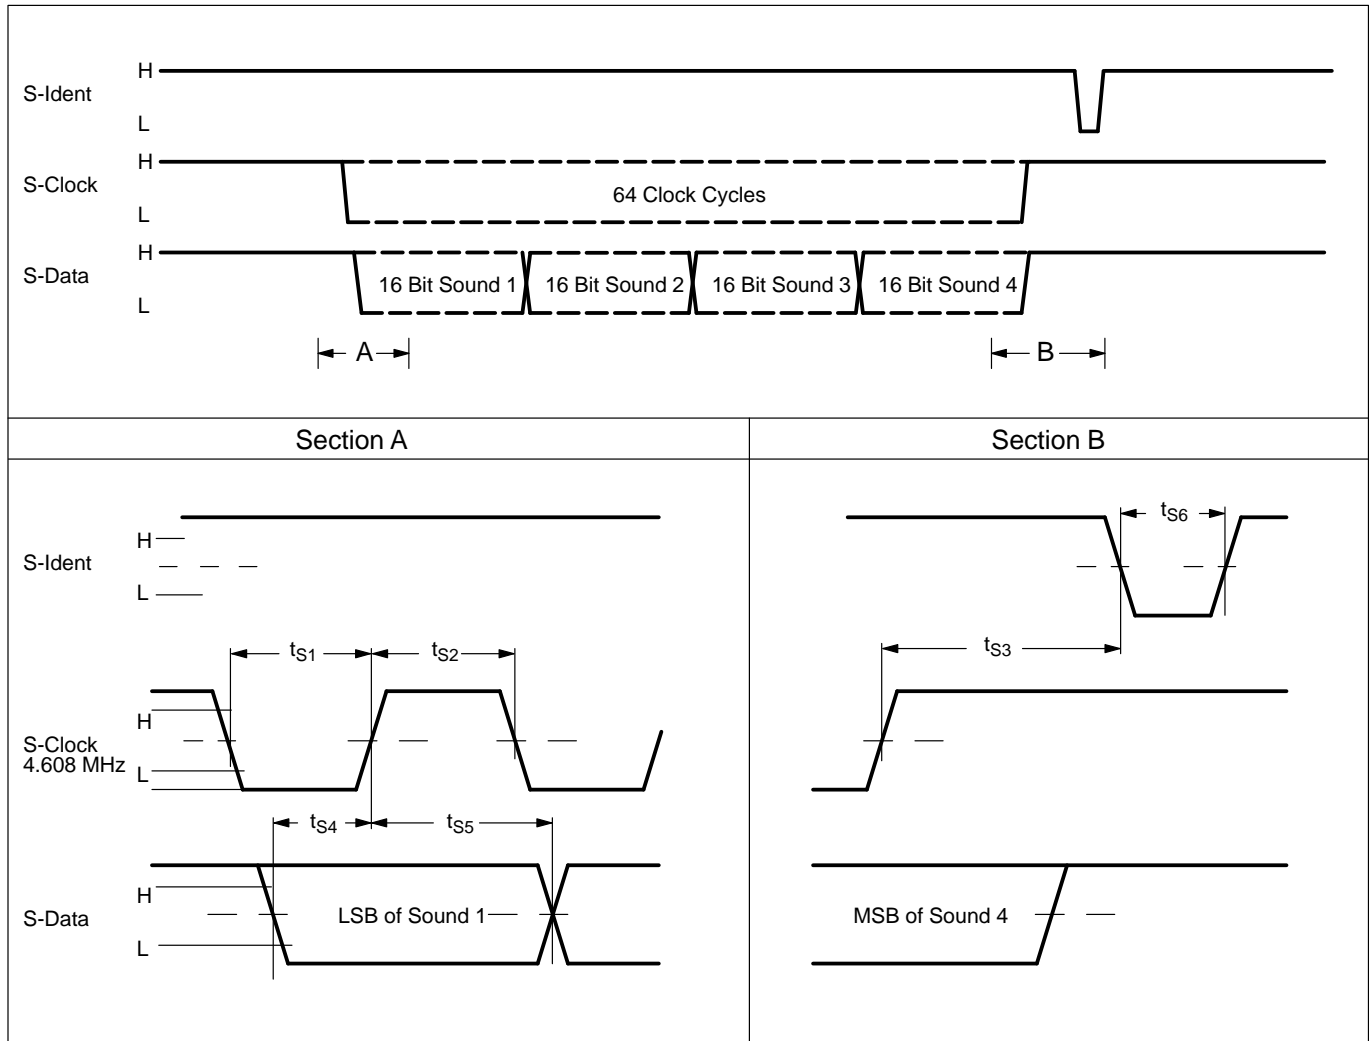 H
S-Ident
L
H
S-Clock
64 Clock Cycles
L
H
S-Data
16 Bit Sound 1
16 Bit Sound 2
16 Bit Sound 3
16 Bit Sound 4
L
A
B
Section A
Section B
H
S-Ident
L
tS6
tS1
tS2
tS3
H
S-Clock
4.608 MHz
L
tS4
tS5
H
S-Data
LSB of Sound 1
MSB of Sound 4
L